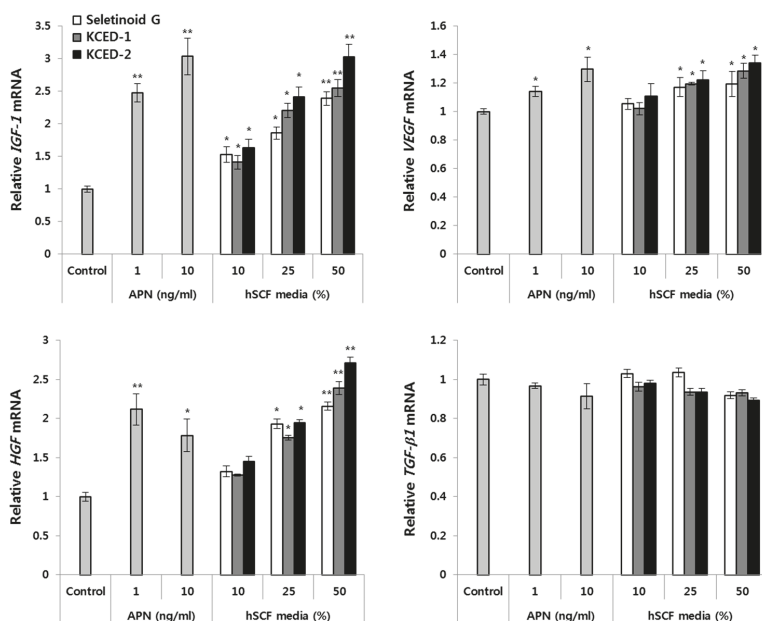 Seletinoid G
KCED-1
KCED-2
Relative IGF-1 mRNA
3.5
3
2.5
2
1.5
1
0.5
0
** ** * * * * * * ** ** **
Control 1 10 10 25 50
APN (ng/ml) hSCF media (%)
Relative VEGF mRNA
1.6
1.4
1.2
1
0.8
0.6
0.4
0.2
0
* * * * * * * *
Control 1 10 10 25 50
APN (ng/ml) hSCF media (%)
Relative HGF mRNA
3
2.5
2
1.5
1
0.5
0
** * * * * ** ** **
Control 1 10 10 25 50
APN (ng/ml) hSCF media (%)
Relative TGF-β1 mRNA
1.2
1
0.8
0.6
0.4
0.2
0
Control 1 10 10 25 50
APN (ng/ml) hSCF media (%)